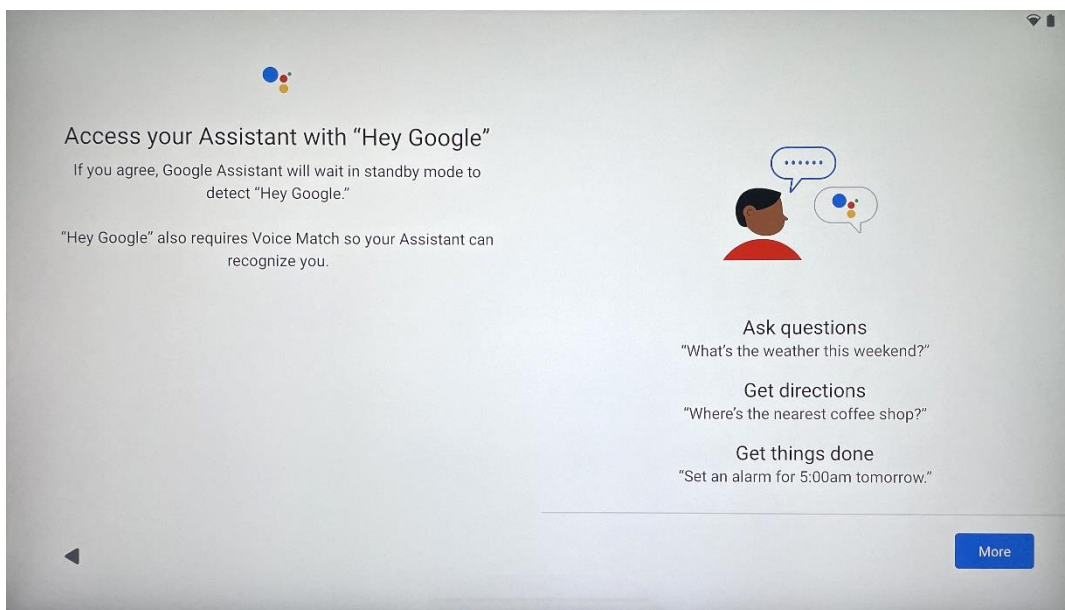 Access your Assistant with “Hey Google”
If you agree, Google Assistant will wait in standby mode to
detect “Hey Google.”
“Hey Google” also requires Voice Match so your Assistant can
recognize you.
Ask questions
“What’s the weather this weekend?”
Get directions
“Where’s the nearest coffee shop?”
Get things done
“Set an alarm for 5:00am tomorrow.”
More